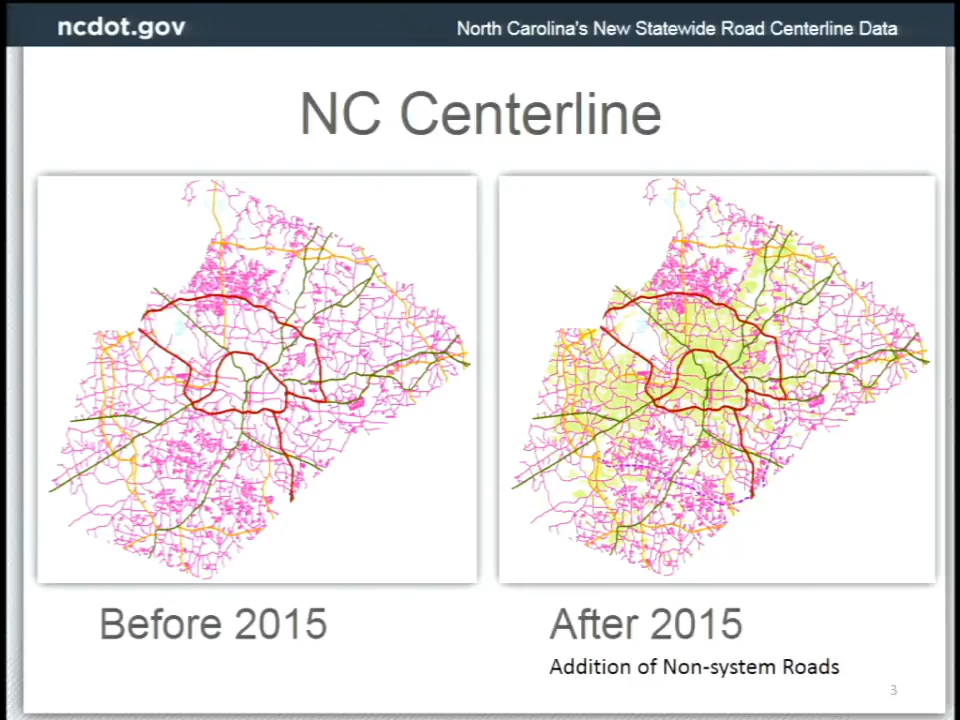 ncdot.gov
North Carolina's New Statewide Road Centerline Data
NC Centerline
Before 2015
After 2015
Addition of Non-system Roads
3